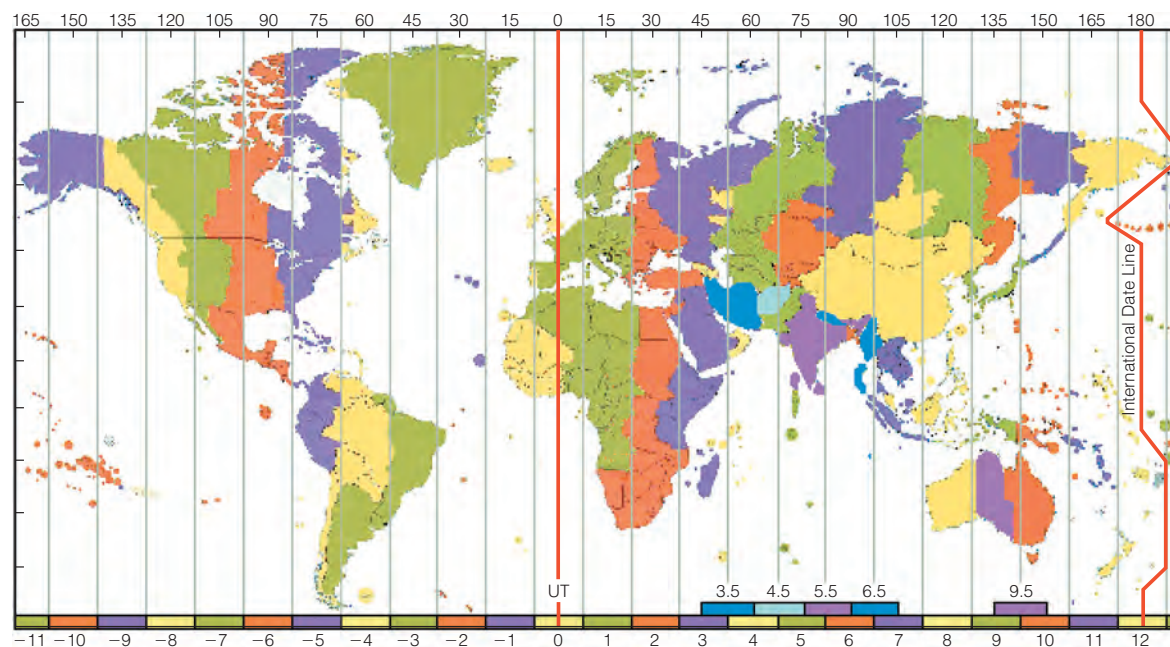 165 150 135 120 105 90 75 60 45 30 15 0 15 30 45 60 75 90 105 120 135 150 165 180
International Date Line
UT 3.5 4.5 5.5 6.5 9.5
−11 −10 −9 −8 −7 −6 −5 −4 −3 −2 −1 0 1 2 3 4 5 6 7 8 9 10 11 12